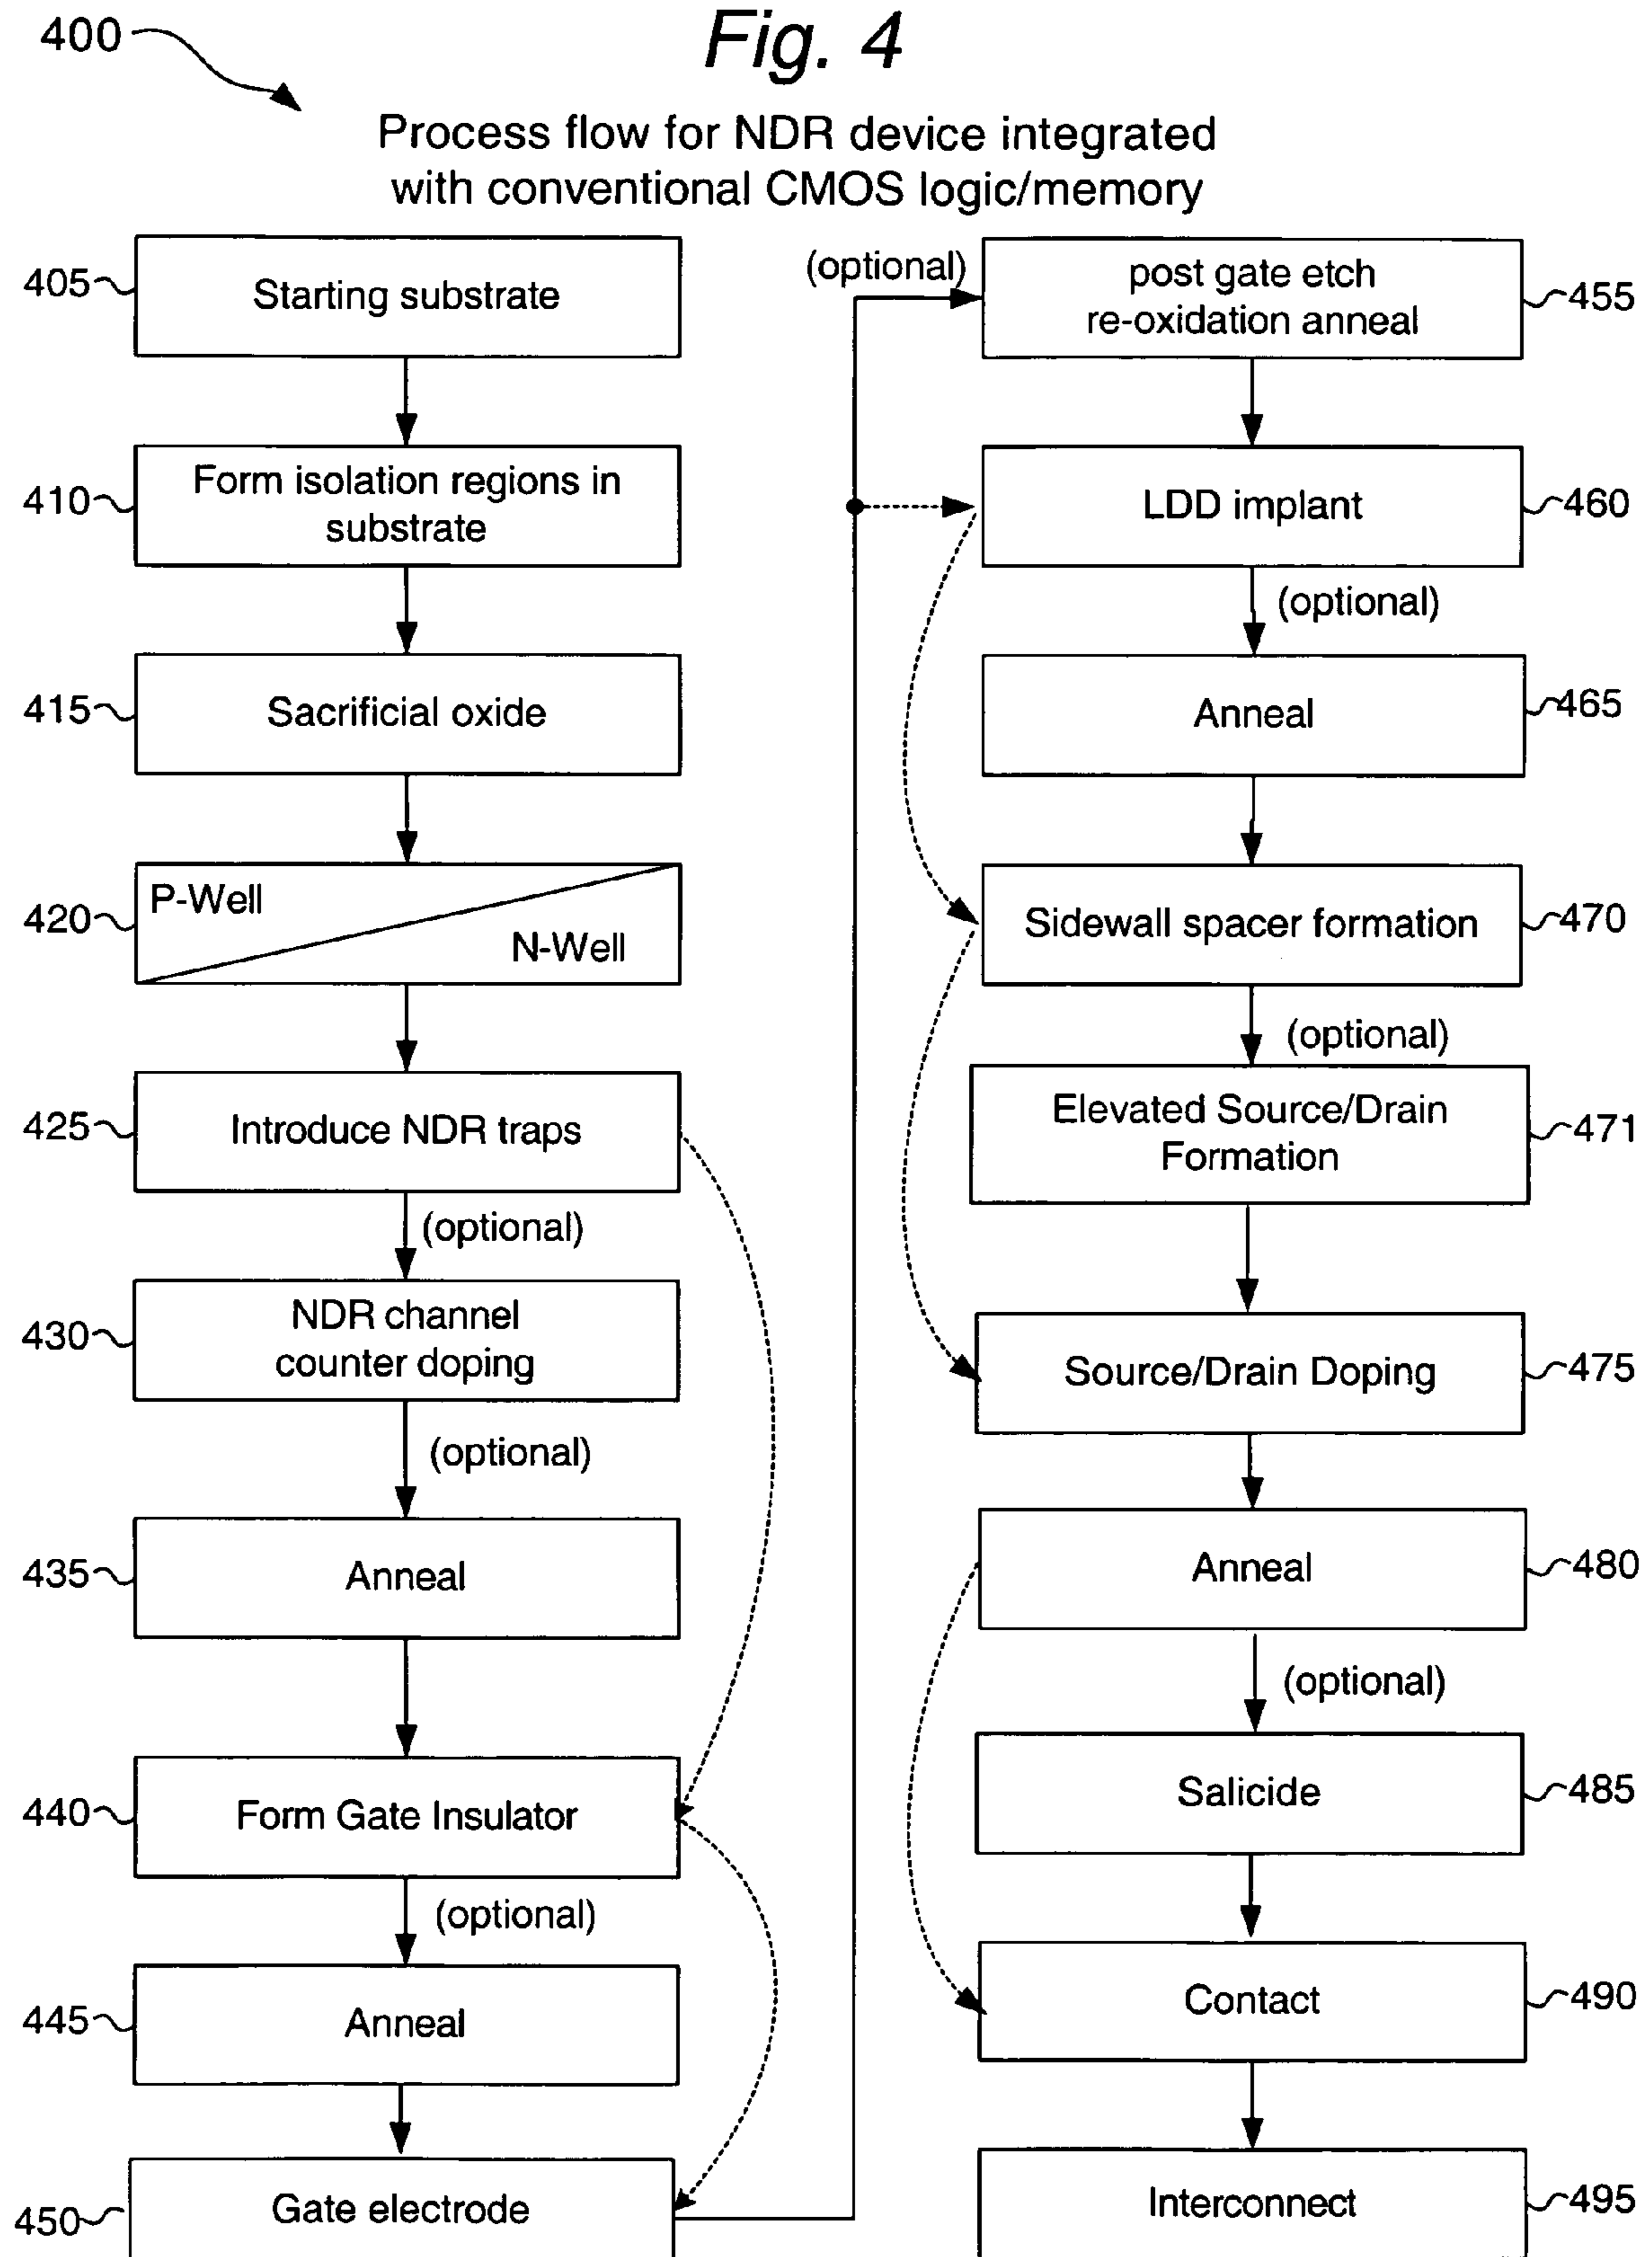 400
Fig. 4
Process flow for NDR device integrated
with conventional CMOS logic/memory
405
Starting substrate
410
Form isolation regions in
substrate
415
Sacrificial oxide
420
P-Well
N-Well
425
Introduce NDR traps
(optional)
430
NDR channel
counter doping
(optional)
435
Anneal
440
Form Gate Insulator
(optional)
445
Anneal
450
Gate electrode
(optional)
post gate etch
re-oxidation anneal
455
LDD implant
460
(optional)
Anneal
465
Sidewall spacer formation
470
(optional)
Elevated Source/Drain
Formation
471
Source/Drain Doping
475
Anneal
480
(optional)
Salicide
485
Contact
490
Interconnect
495